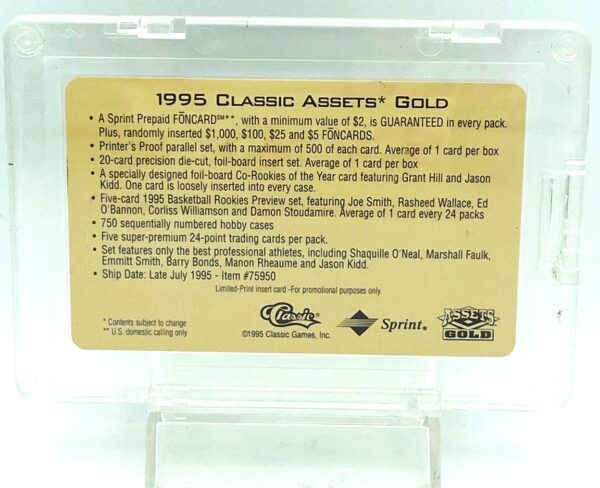 1995 CLASSIC ASSETS* GOLD
• A Sprint Prepaid FŌNCARD℠**, with a minimum value of $2, is GUARANTEED in every pack.
Plus, randomly inserted $1,000, $100, $25 and $5 FŌNCARDS.
• Printer's Proof parallel set, with a maximum of 500 of each card. Average of 1 card per box
• 20-card precision die-cut, foil-board insert set. Average of 1 card per box
• A specially designed foil-board Co-Rookies of the Year card featuring Grant Hill and Jason
Kidd. One card is loosely inserted into every case.
• Five-card 1995 Basketball Rookies Preview set, featuring Joe Smith, Rasheed Wallace, Ed
O'Bannon, Corliss Williamson and Damon Stoudamire. Average of 1 card every 24 packs
• 750 sequentially numbered hobby cases
• Five super-premium 24-point trading cards per pack.
• Set features only the best professional athletes, including Shaquille O'Neal, Marshall Faulk,
Emmitt Smith, Barry Bonds, Manon Rheaume and Jason Kidd.
• Ship Date: Late July 1995 - Item #75950
Limited-Print insert card -For promotional purposes only
* Contents subject to change
** U.S. domestic calling only
Classic®
©1995 Classic Games, Inc.
Sprint®
ASSETS
GOLD